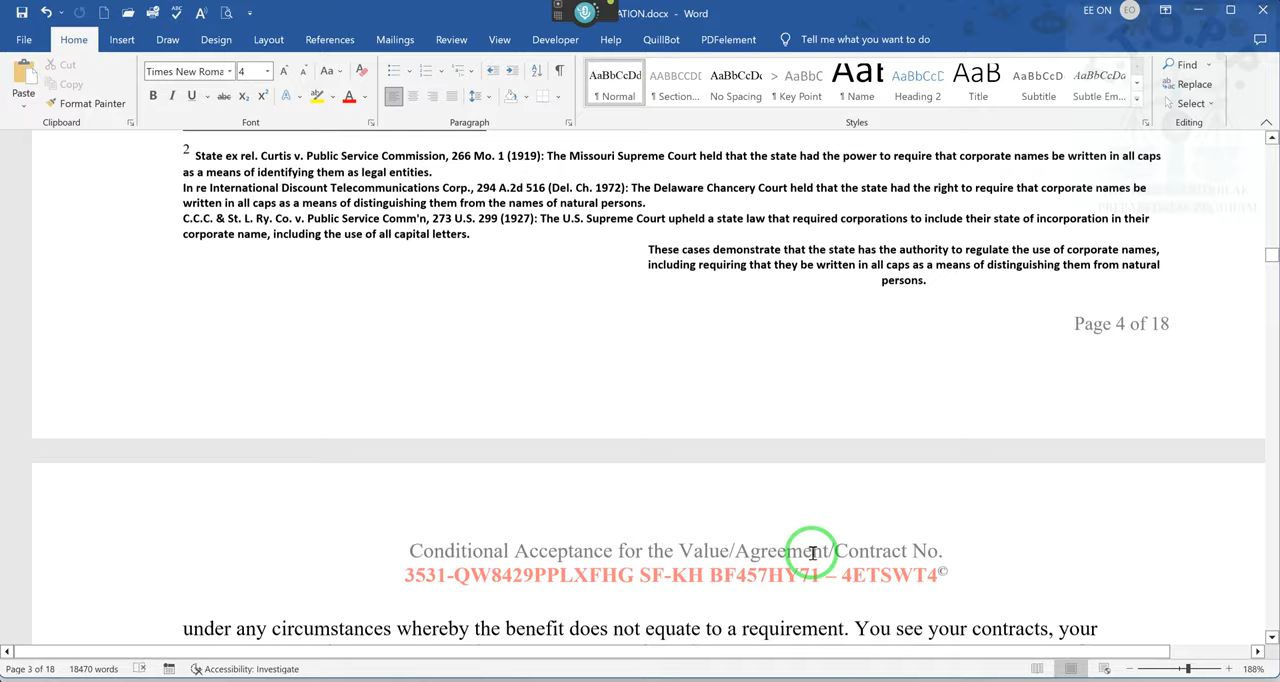 ATION.docx - Word
EE ON
EO
File
Home
Insert
Draw
Design
Layout
References
Mailings
Review
View
Developer
Help
QuillBot
PDFelement
Tell me what you want to do
Paste
Cut
Copy
Format Painter
Clipboard
Times New Roma
4
Font
Paragraph
AaBbCcDd
¶ Normal
AABBCCDD
¶ Section...
AaBbCcDc
No Spacing
AaBbC
¶ Key Point
AaBt
¶ Name
AaBbCcD
Heading 2
AaB
Title
AaBbCcD
Subtitle
AaBbCcDd
Subtle Em...
Styles
Find
Replace
Select
Editing
2 State ex rel. Curtis v. Public Service Commission, 266 Mo. 1 (1919): The Missouri Supreme Court held that the state had the power to require that corporate names be written in all caps
as a means of identifying them as legal entities.
In re International Discount Telecommunications Corp., 294 A.2d 516 (Del. Ch. 1972): The Delaware Chancery Court held that the state had the right to require that corporate names be
written in all caps as a means of distinguishing them from the names of natural persons.
C.C.C. & St. L. Ry. Co. v. Public Service Comm'n, 273 U.S. 299 (1927): The U.S. Supreme Court upheld a state law that required corporations to include their state of incorporation in their
corporate name, including the use of all capital letters.
These cases demonstrate that the state has the authority to regulate the use of corporate names,
including requiring that they be written in all caps as a means of distinguishing them from natural
persons.
Page 4 of 18
Conditional Acceptance for the Value/Agreement/Contract No.
3531-QW8429PPLXFHG SF-KH BF457HY71 – 4ETSWT4©
under any circumstances whereby the benefit does not equate to a requirement. You see your contracts, your
Page 3 of 18
18470 words
Accessibility: Investigate
188%